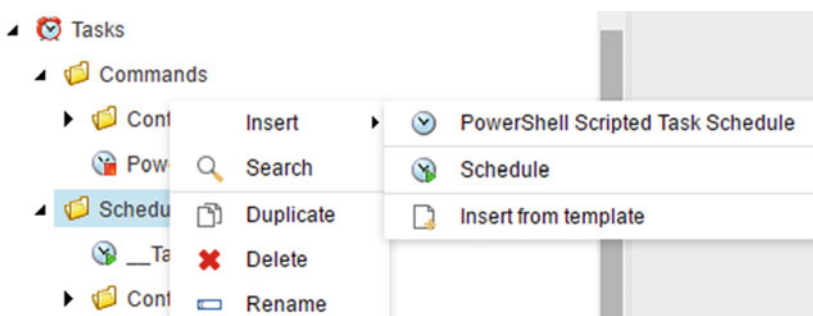 Tasks
Commands
Cont Insert PowerShell Scripted Task Schedule
Pow Search Schedule
Schedu Duplicate Insert from template
__Ta Delete
Cont Rename